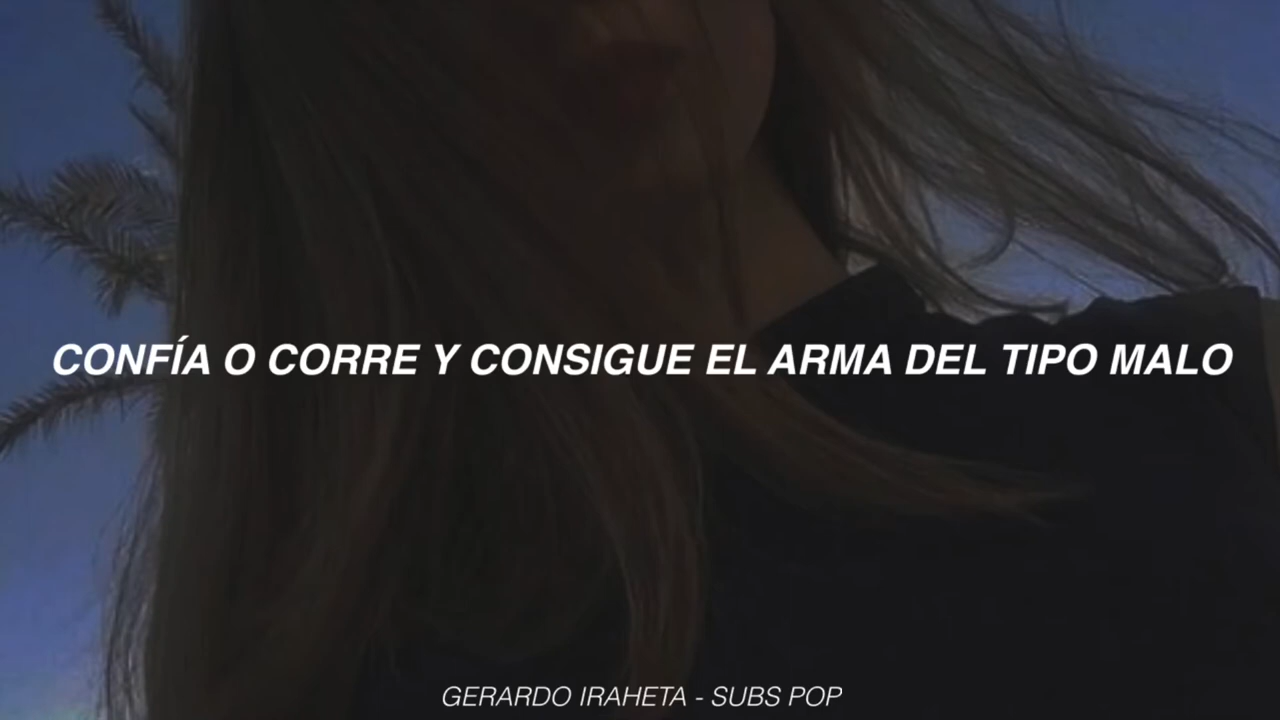 CONFÍA O CORRE Y CONSIGUE EL ARMA DEL TIPO MALO
GERARDO IRAHETA - SUBS POP